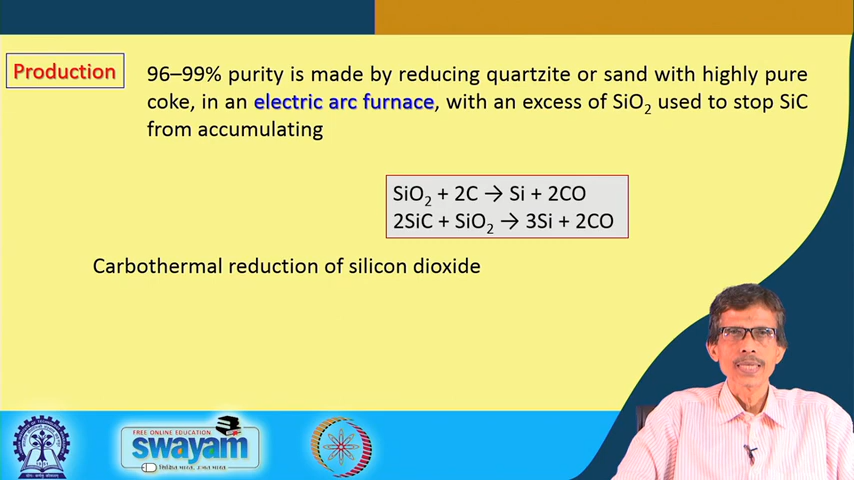 Production
96–99% purity is made by reducing quartzite or sand with highly pure
coke, in an electric arc furnace, with an excess of SiO₂ used to stop SiC
from accumulating
SiO₂ + 2C → Si + 2CO
2SiC + SiO₂ → 3Si + 2CO
Carbothermal reduction of silicon dioxide
FREE ONLINE EDUCATION
swayam